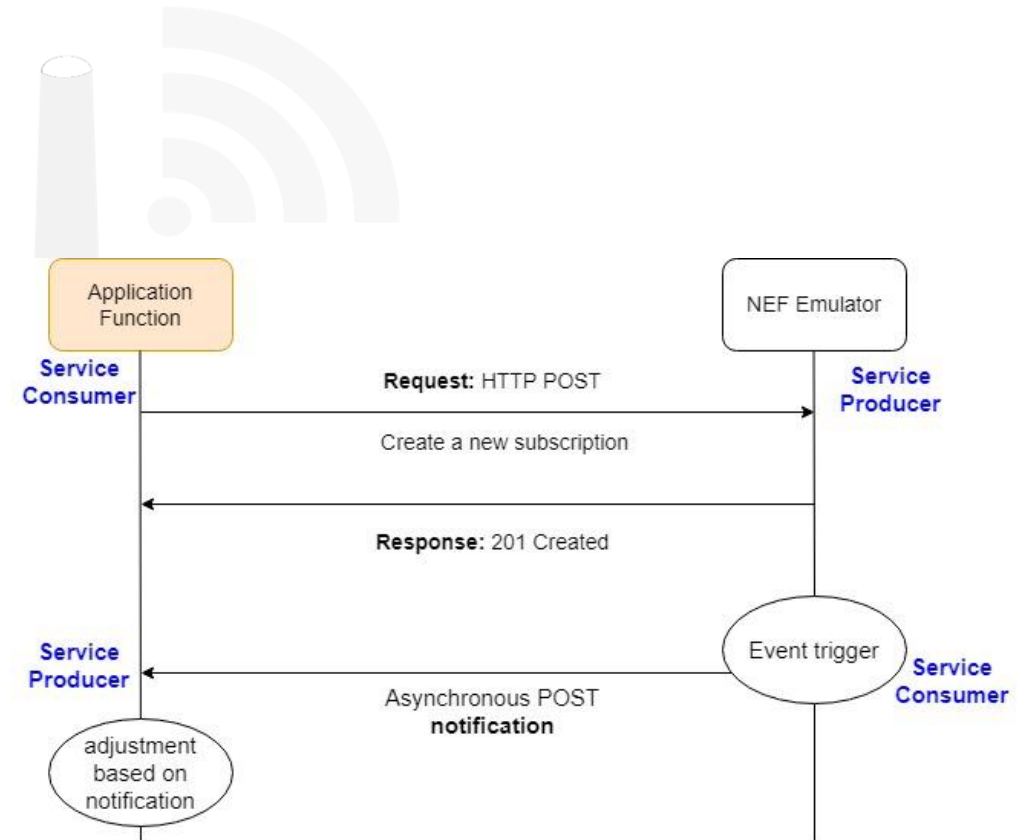 Application
Function
NEF Emulator
Service
Consumer
Request: HTTP POST
Service
Producer
Create a new subscription
Response: 201 Created
Event trigger
Service
Producer
Service
Consumer
Asynchronous POST
notification
adjustment
based on
notification